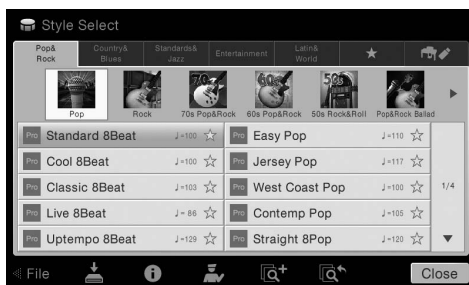 Style Select
Pop& Rock
Country& Blues
Standards& Jazz
Entertainment
Latin& World
Pop
Rock
70s Pop&Rock
60s Pop&Rock
50s Rock&Roll
Pop&Rock Ballad
Pro Standard 8Beat ♩=100
Pro Easy Pop ♩=110
Pro Cool 8Beat ♩=100
Pro Jersey Pop ♩=117
Pro Classic 8Beat ♩=103
Pro West Coast Pop ♩=100
1/4
Pro Live 8Beat ♩= 86
Pro Contemp Pop ♩=105
Pro Uptempo 8Beat ♩=129
Pro Straight 8Pop ♩=120
File
Close